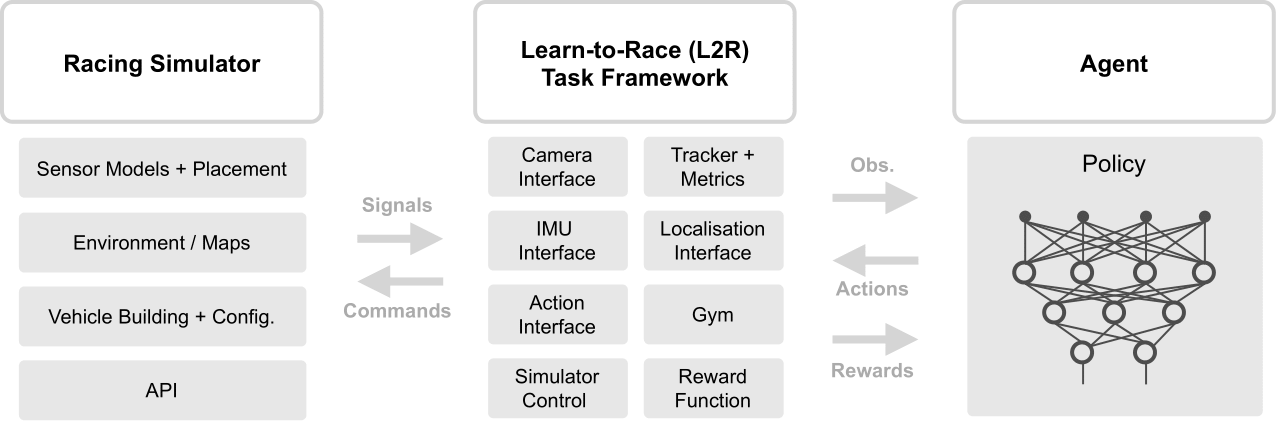 Racing Simulator
Sensor Models + Placement
Environment / Maps
Vehicle Building + Config.
API
Signals
Commands
Learn-to-Race (L2R)
Task Framework
Camera
Interface
Tracker +
Metrics
IMU
Interface
Localisation
Interface
Action
Interface
Gym
Simulator
Control
Reward
Function
Obs.
Actions
Rewards
Agent
Policy